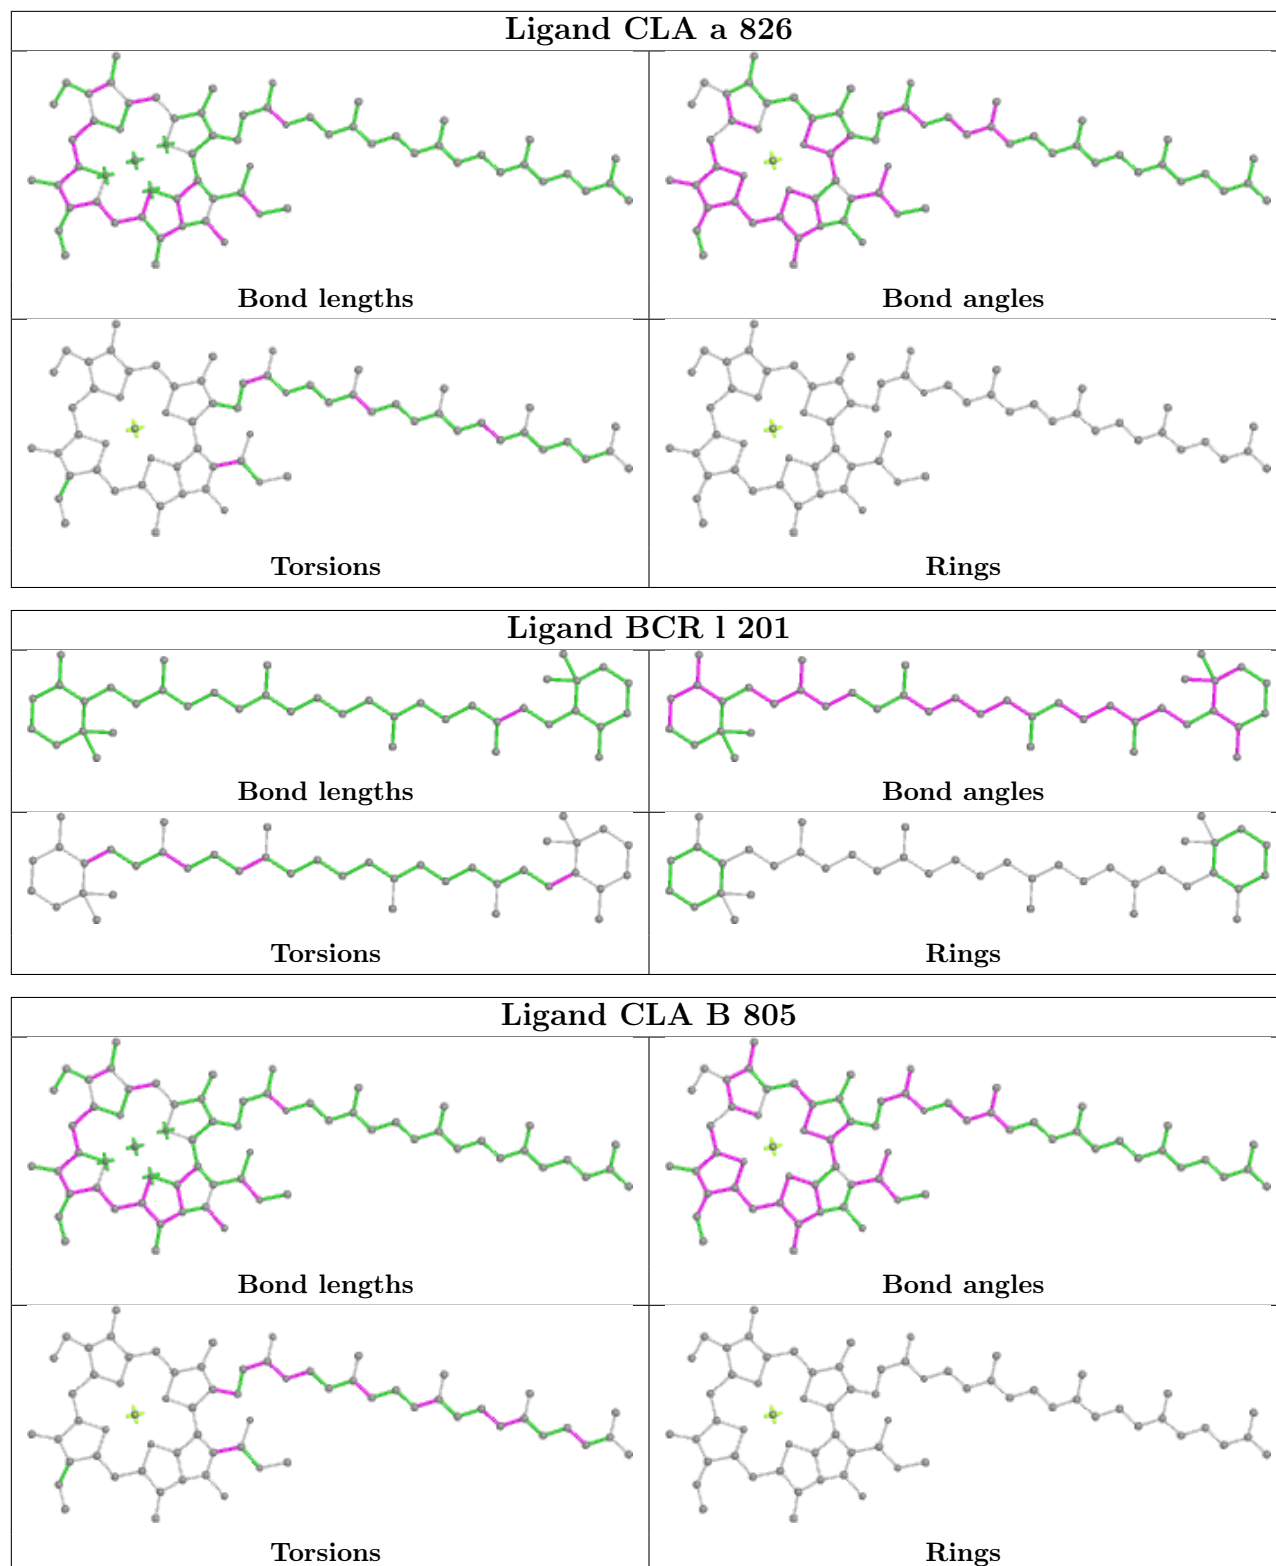 Ligand CLA a 826
Bond lengths
Bond angles
Torsions
Rings
Ligand BCR l 201
Bond lengths
Bond angles
Torsions
Rings
Ligand CLA B 805
Bond lengths
Bond angles
Torsions
Rings